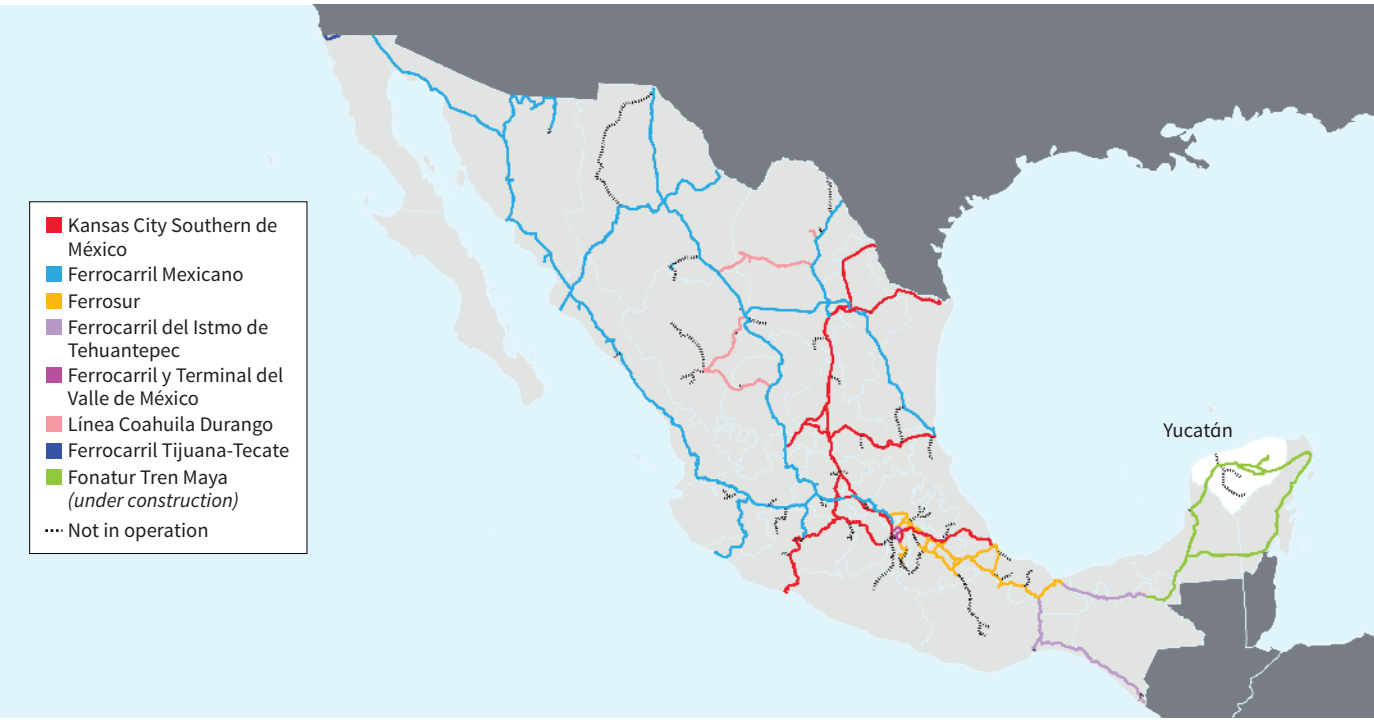 Kansas City Southern de
México
Ferrocarril Mexicano
Ferrosur
Ferrocarril del Istmo de
Tehuantepec
Ferrocarril y Terminal del
Valle de México
Línea Coahuila Durango
Ferrocarril Tijuana-Tecate
Fonatur Tren Maya
(under construction)
Not in operation
Yucatán